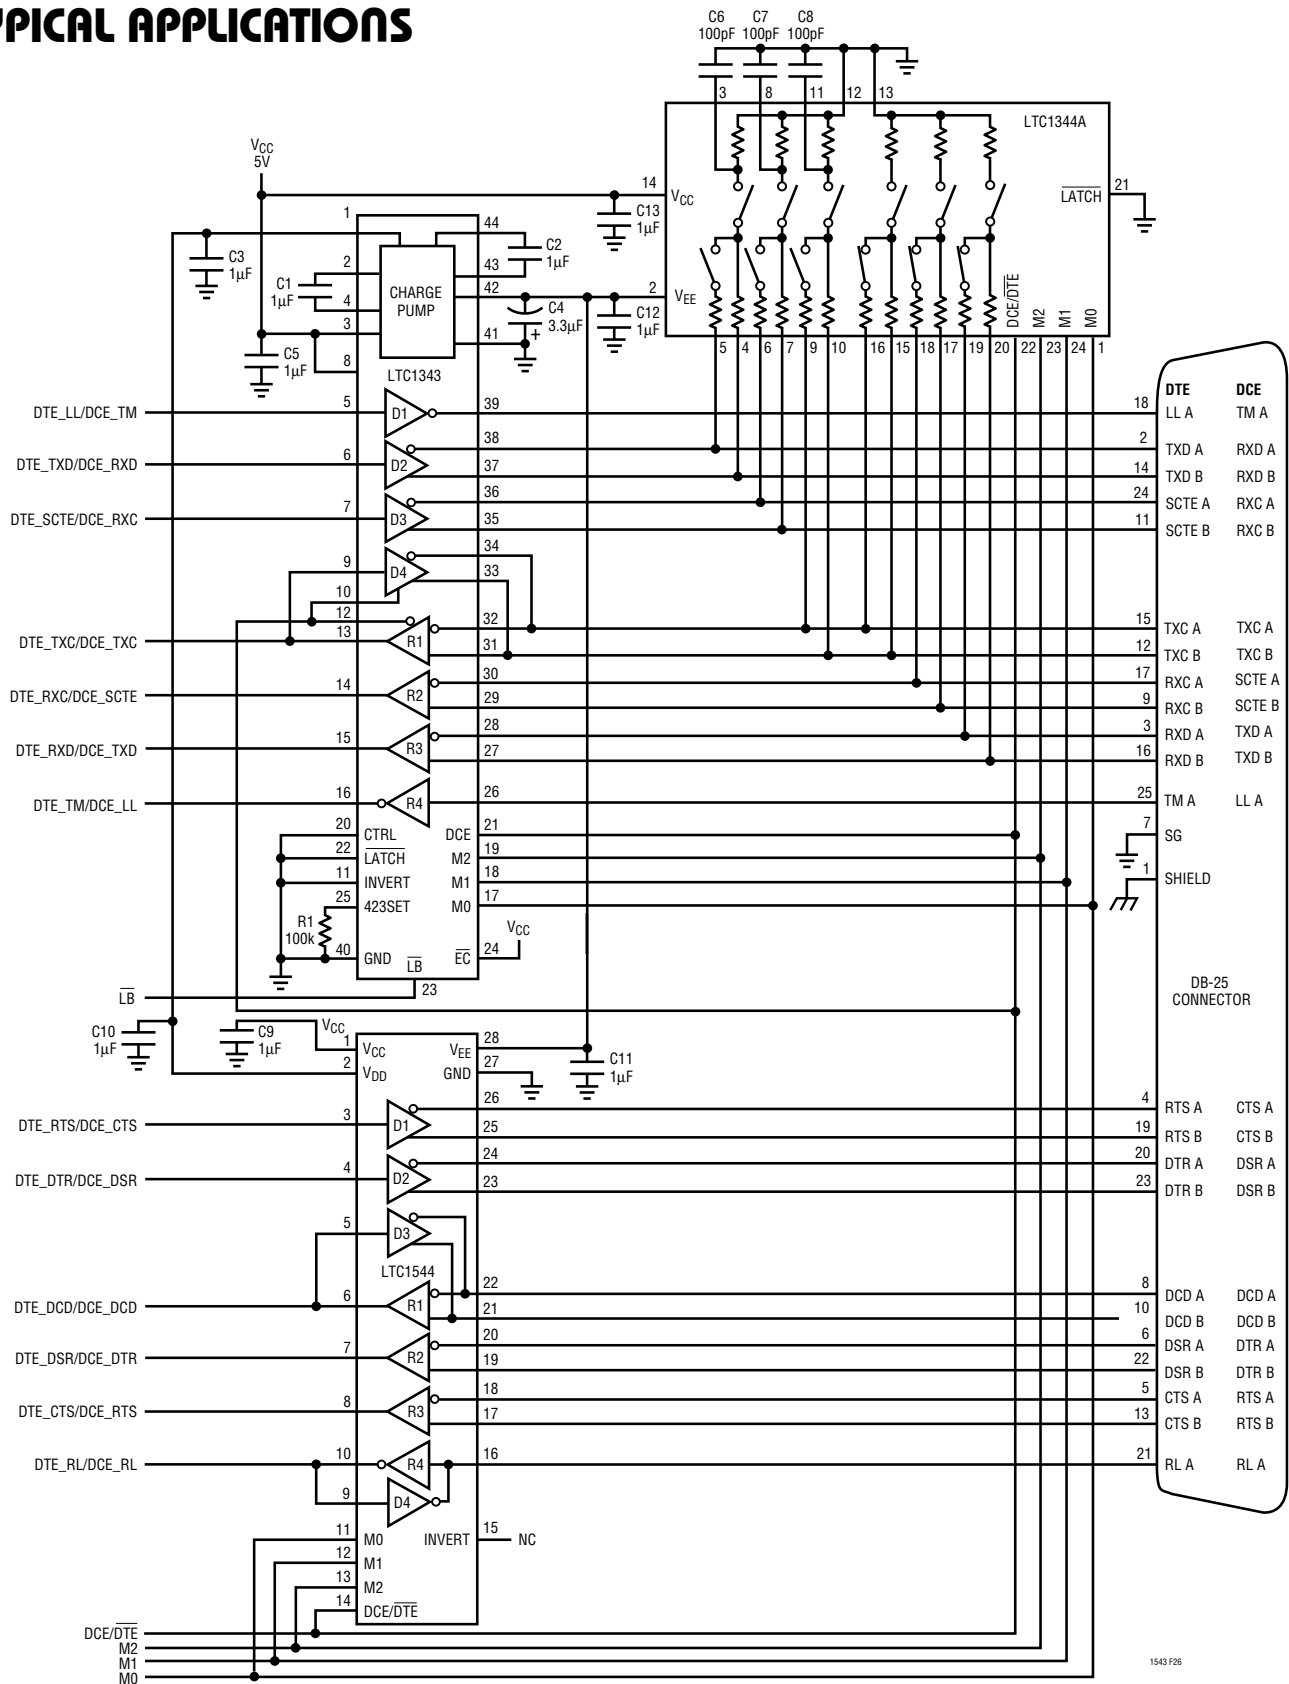 YPICAL APPLICATIONS
C6 C7 C8
100pF 100pF 100pF
3 8 11 12 13
LTC1344A
VCC
5V
14 VCC
C13
1µF
LATCH 21
1
44
C3
1µF
2
C1
1µF
4
3
CHARGE
PUMP
C2
1µF
43
42
C4
3.3µF
+
41
2 VEE
C12
1µF
DCE/DTE
M2
M1
M0
C5
1µF
8
LTC1343
5 4 6 7 9 10 16 15 18 17 19 20 22 23 24 1
DTE DCE
DTE_LL/DCE_TM 5 D1 39 18 LL A TM A
38 2 TXD A RXD A
DTE_TXD/DCE_RXD 6 D2
37 14 TXD B RXD B
36 24 SCTE A RXC A
DTE_SCTE/DCE_RXC 7 D3
35 11 SCTE B RXC B
34
9 D4
33
10
12
32 15 TXC A TXC A
DTE_TXC/DCE_TXC 13 R1
31 12 TXC B TXC B
30 17 RXC A SCTE A
DTE_RXC/DCE_SCTE 14 R2
29 9 RXC B SCTE B
28 3 RXD A TXD A
DTE_RXD/DCE_TXD 15 R3
27 16 RXD B TXD B
DTE_TM/DCE_LL 16 R4 26 25 TM A LL A
20 CTRL DCE 21
7 SG
22 LATCH M2 19
11 INVERT M1 18
1 SHIELD
25 423SET M0 17
R1
100k
VCC
40 GND LB EC 24
LB 23
DB-25
CONNECTOR
C10
1µF
C9
1µF
VCC
1 VCC VEE 28
2 VDD GND 27
C11
1µF
26 4 RTS A CTS A
DTE_RTS/DCE_CTS 3 D1
25 19 RTS B CTS B
24 20 DTR A DSR A
DTE_DTR/DCE_DSR 4 D2
23 23 DTR B DSR B
5 D3
LTC1544
22 8 DCD A DCD A
DTE_DCD/DCE_DCD 6 R1
21 10 DCD B DCD B
20 6 DSR A DTR A
DTE_DSR/DCE_DTR 7 R2
19 22 DSR B DTR B
18 5 CTS A RTS A
DTE_CTS/DCE_RTS 8 R3
17 13 CTS B RTS B
DTE_RL/DCE_RL 10 R4 16 21 RL A RL A
9 D4
11 M0 INVERT 15 NC
12 M1
13 M2
14 DCE/DTE
DCE/DTE
M2
M1
M0
1543 F26